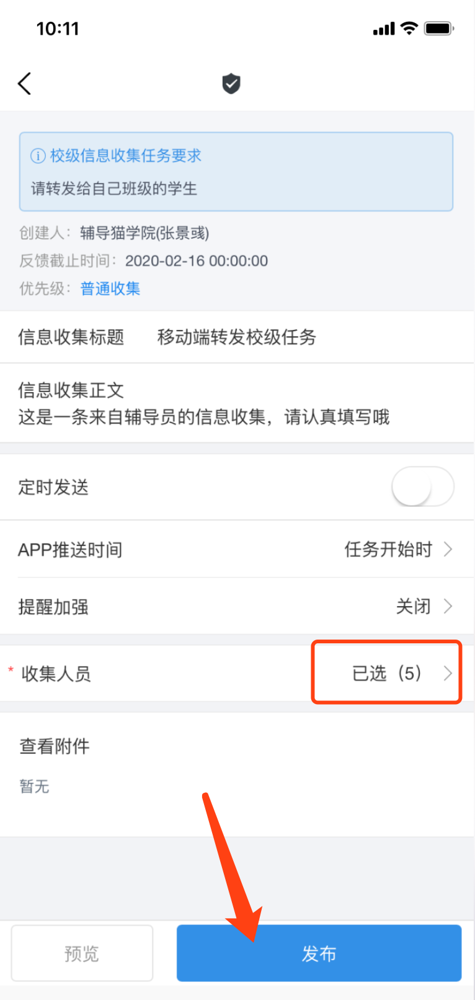 10:11
校级信息收集任务要求
请转发给自己班级的学生
创建人：辅导猫学院(张景彧)
反馈截止时间：2020-02-16 00:00:00
优先级：普通收集
信息收集标题 移动端转发校级任务
信息收集正文
这是一条来自辅导员的信息收集，请认真填写哦
定时发送
APP推送时间 任务开始时
提醒加强 关闭
* 收集人员 已选（5）
查看附件
暂无
预览 发布